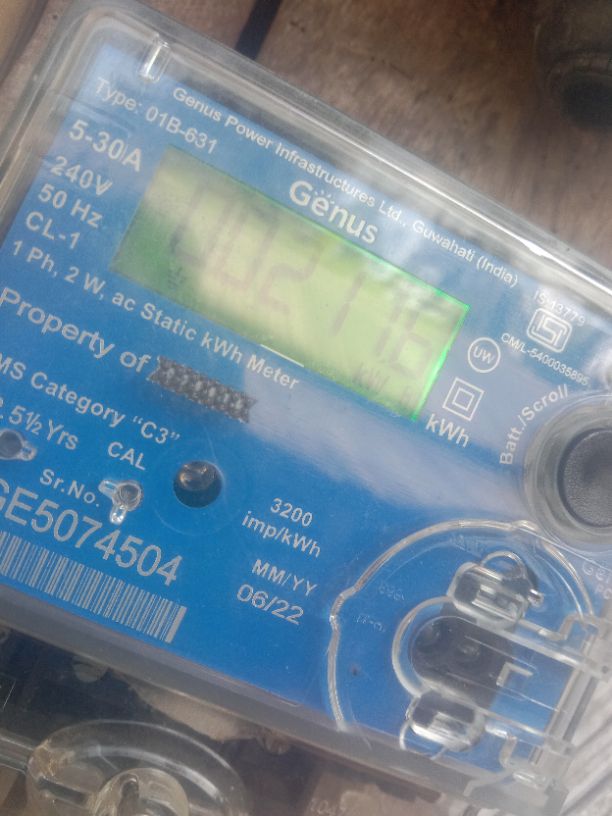 Genus Power Infrastructures Ltd., Guwahati (India)
Type: 01B-631
Genus
5-30A
240V
50 Hz
CL-1
1 Ph, 2 W, ac Static kWh Meter
kWh
IS 13779
CM/L-5400035895
UW
Batt./Scroll
Property of
MS Category "C3"
5½ Yrs
CAL
Sr.No.
GE5074504
3200
imp/kWh
MM/YY
06/22